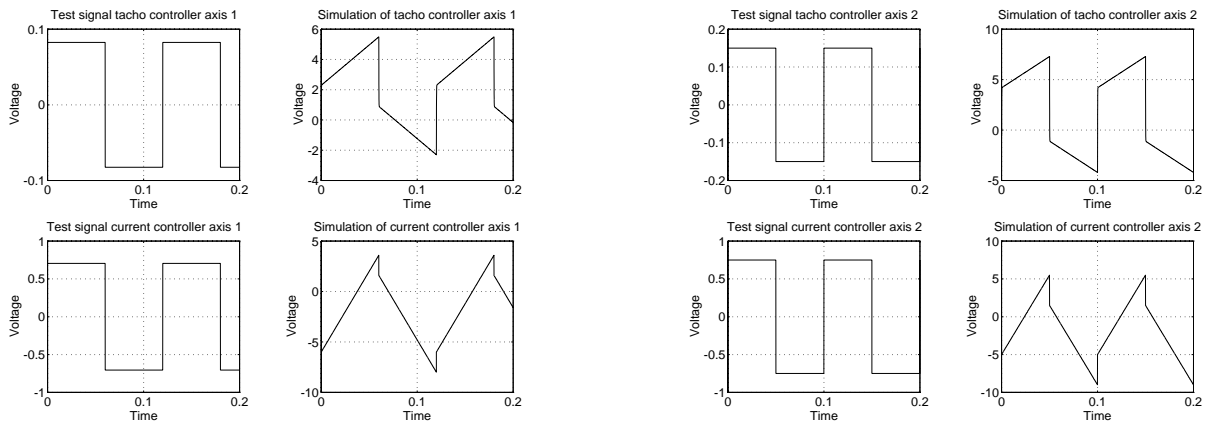 Test signal tacho controller axis 1
0.1
0
-0.1
0
0.1
0.2
Time
Voltage
Simulation of tacho controller axis 1
6
4
2
0
-2
-4
0
0.1
0.2
Time
Voltage
Test signal tacho controller axis 2
0.2
0.1
0
-0.1
-0.2
0
0.1
0.2
Time
Voltage
Simulation of tacho controller axis 2
10
5
0
-5
0
0.1
0.2
Time
Voltage
Test signal current controller axis 1
1
0.5
0
-0.5
-1
0
0.1
0.2
Time
Voltage
Simulation of current controller axis 1
5
0
-5
-10
0
0.1
0.2
Time
Voltage
Test signal current controller axis 2
1
0.5
0
-0.5
-1
0
0.1
0.2
Time
Voltage
Simulation of current controller axis 2
10
5
0
-5
-10
0
0.1
0.2
Time
Voltage